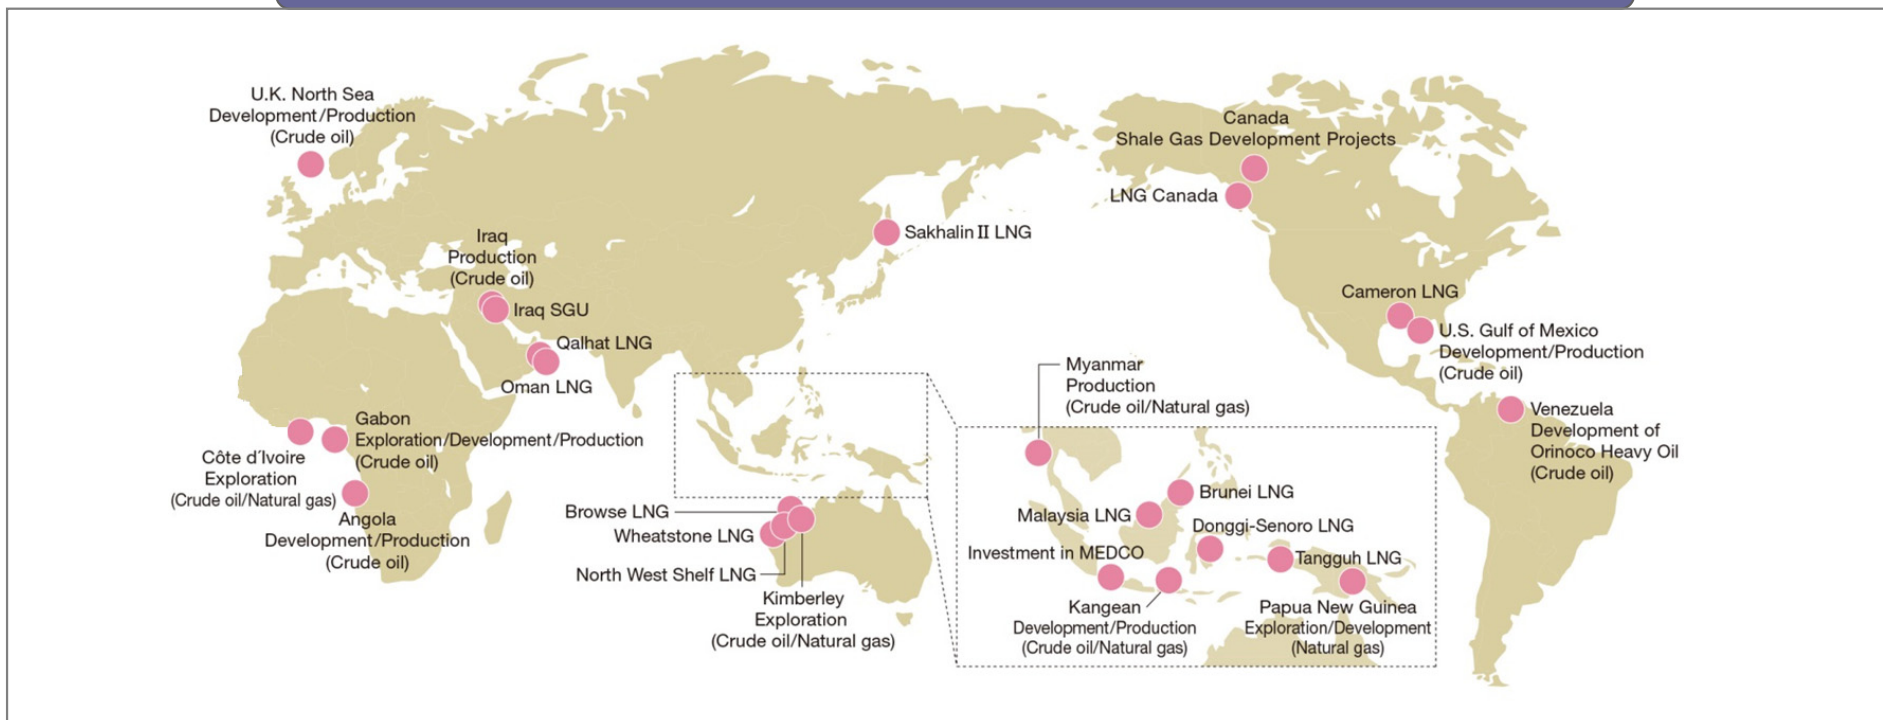 U.K. North Sea
Development/Production
(Crude oil)
Canada
Shale Gas Development Projects
LNG Canada
Sakhalin II LNG
Iraq
Production
(Crude oil)
Iraq SGU
Qalhat LNG
Oman LNG
Cameron LNG
U.S. Gulf of Mexico
Development/Production
(Crude oil)
Myanmar
Production
(Crude oil/Natural gas)
Venezuela
Development of
Orinoco Heavy Oil
(Crude oil)
Gabon
Exploration/Development/Production
(Crude oil)
Côte d´Ivoire
Exploration
(Crude oil/Natural gas)
Angola
Development/Production
(Crude oil)
Browse LNG
Wheatstone LNG
North West Shelf LNG
Kimberley
Exploration
(Crude oil/Natural gas)
Brunei LNG
Malaysia LNG
Donggi-Senoro LNG
Investment in MEDCO
Tangguh LNG
Kangean
Development/Production
(Crude oil/Natural gas)
Papua New Guinea
Exploration/Development
(Natural gas)